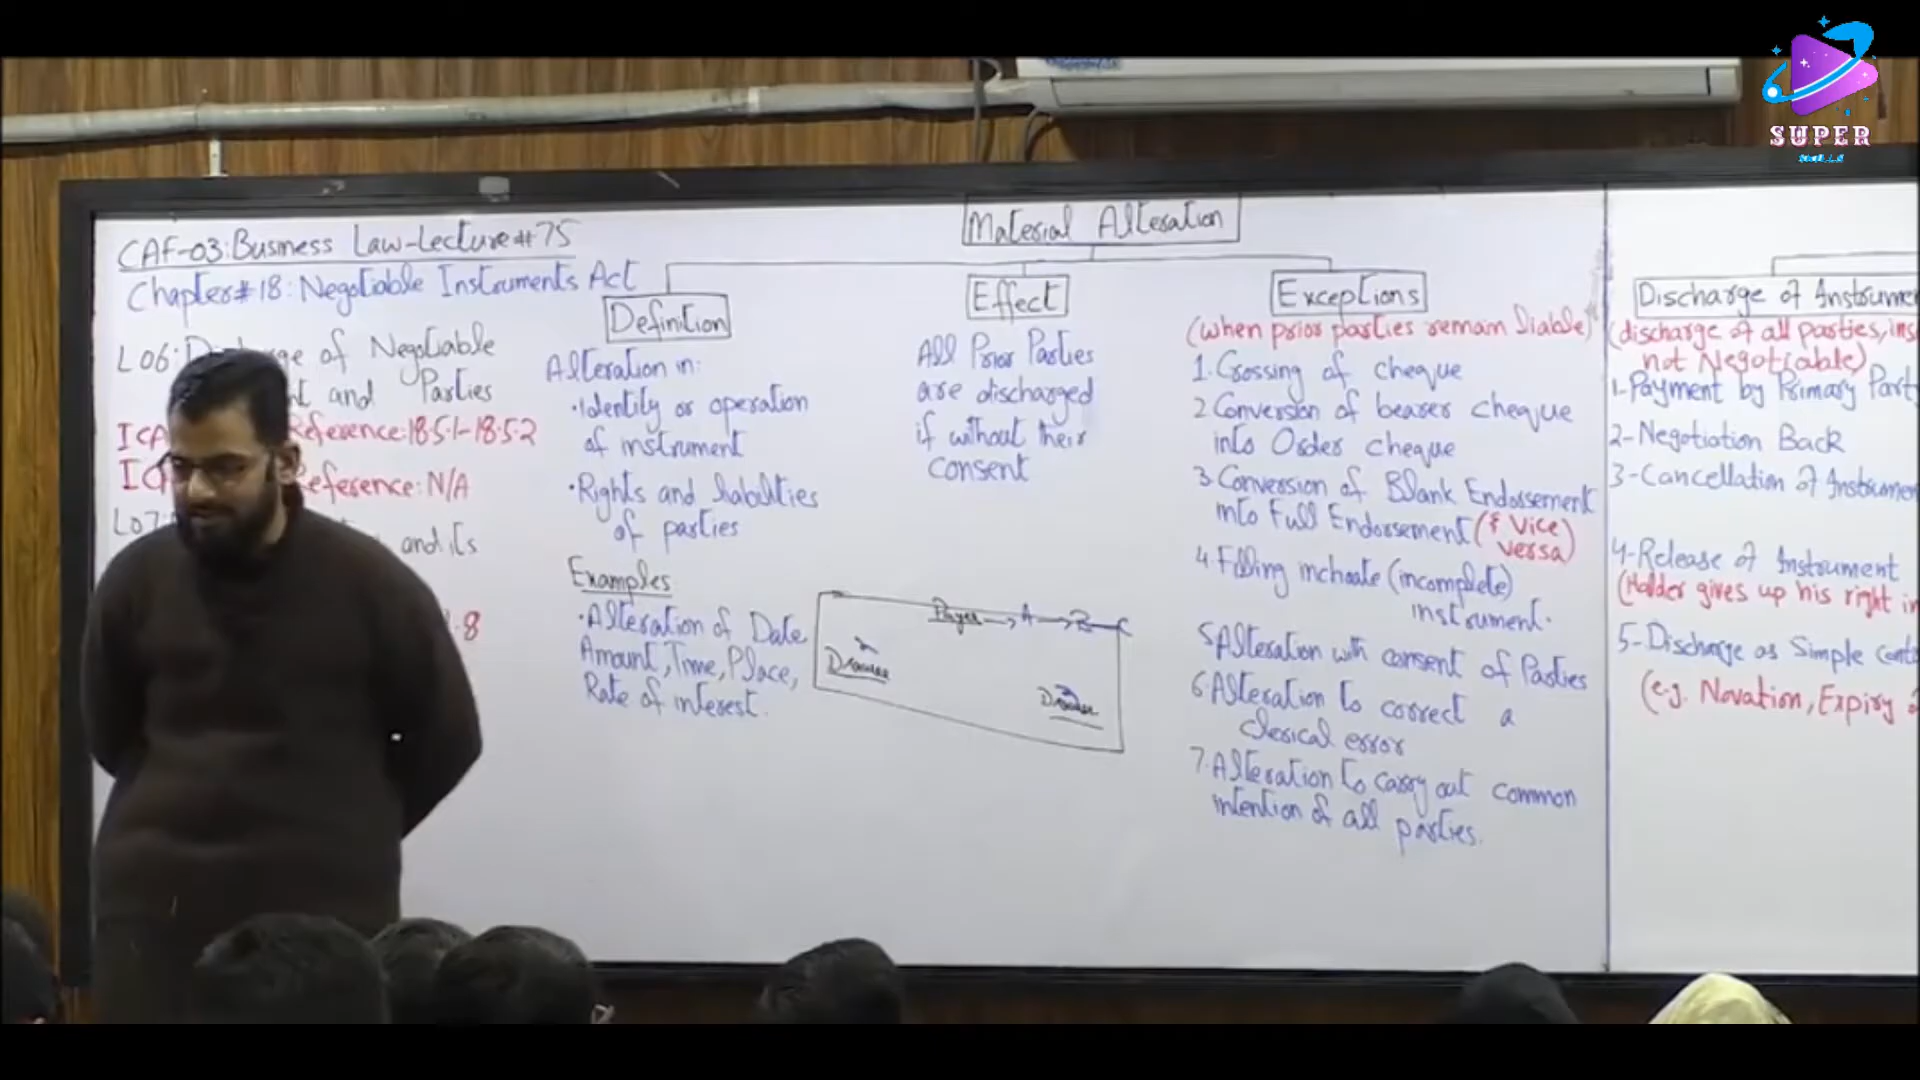 SUPER
CAF-03:Business Law-Lecture#75
Chapter#18: Negotiable Instruments Act
L06: Discharge of Negotiable
and Parties
Reference:18.5.1-18.5.2
Reference: N/A
L07:
and its
.8
Material Alteration
Definition
Alteration in:
•Identity or operation
of instrument
•Rights and liabilities
of parties
Examples
•Alteration of Date
Amount,Time,Place,
Rate of interest.
Payee → A → B → C
Drawee
Drawer
Effect
All Prior Parties
are discharged
if without their
consent
Exceptions
(when prior parties remain liable)
1.Crossing of cheque
2 Conversion of bearer cheque
into Order cheque
3.Conversion of Blank Endorsement
into Full Endorsement (& Vice
versa)
4.Filling inchoate (incomplete)
instrument.
5.Alteration with consent of Parties
6.Alteration to correct a
clerical error
7.Alteration to carry out common
intention of all parties.
Discharge of Instrume
(discharge of all parties, ins
not Negotiable)
1-Payment by Primary Party
2-Negotiation Back
3-Cancellation of Instrumen
4-Release of Instrument
(Holder gives up his right in
5-Discharge as Simple cont
(e.g. Novation, Expiry